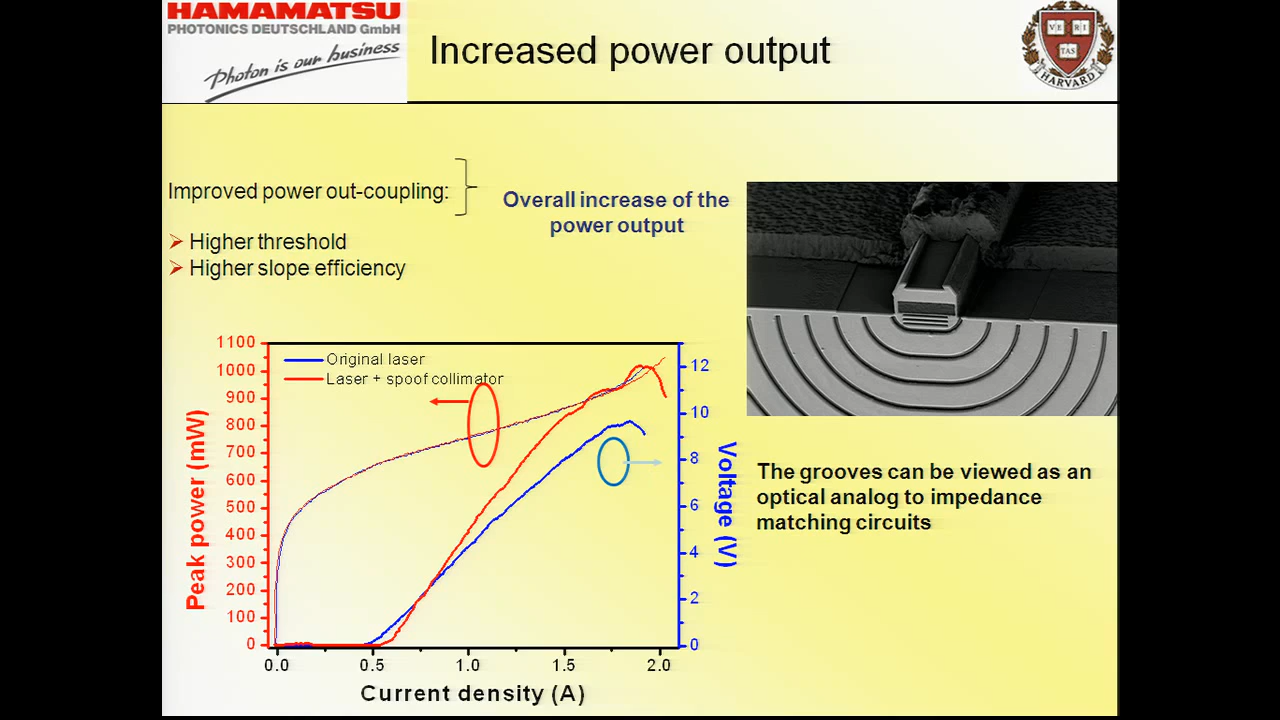 HAMAMATSU
PHOTONICS DEUTSCHLAND GmbH
Photon is our business
Increased power output
VE RI
TAS
HARVARD
Improved power out-coupling:
Overall increase of the
power output
➢ Higher threshold
➢ Higher slope efficiency
Original laser
Laser + spoof collimator
Peak power (mW)
1100
1000
900
800
700
600
500
400
300
200
100
0
0.0 0.5 1.0 1.5 2.0
Current density (A)
12
10
8
6
4
2
0
Voltage (V)
The grooves can be viewed as an
optical analog to impedance
matching circuits